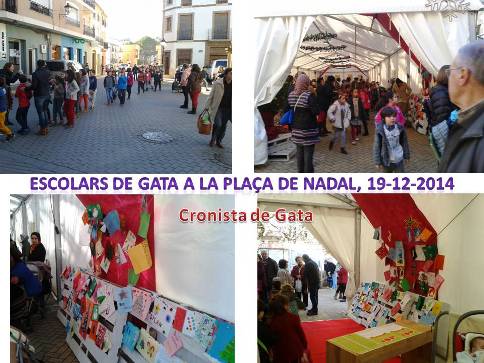 ESCOLARS DE GATA A LA PLAÇA DE NADAL, 19-12-2014
Cronista de Gata